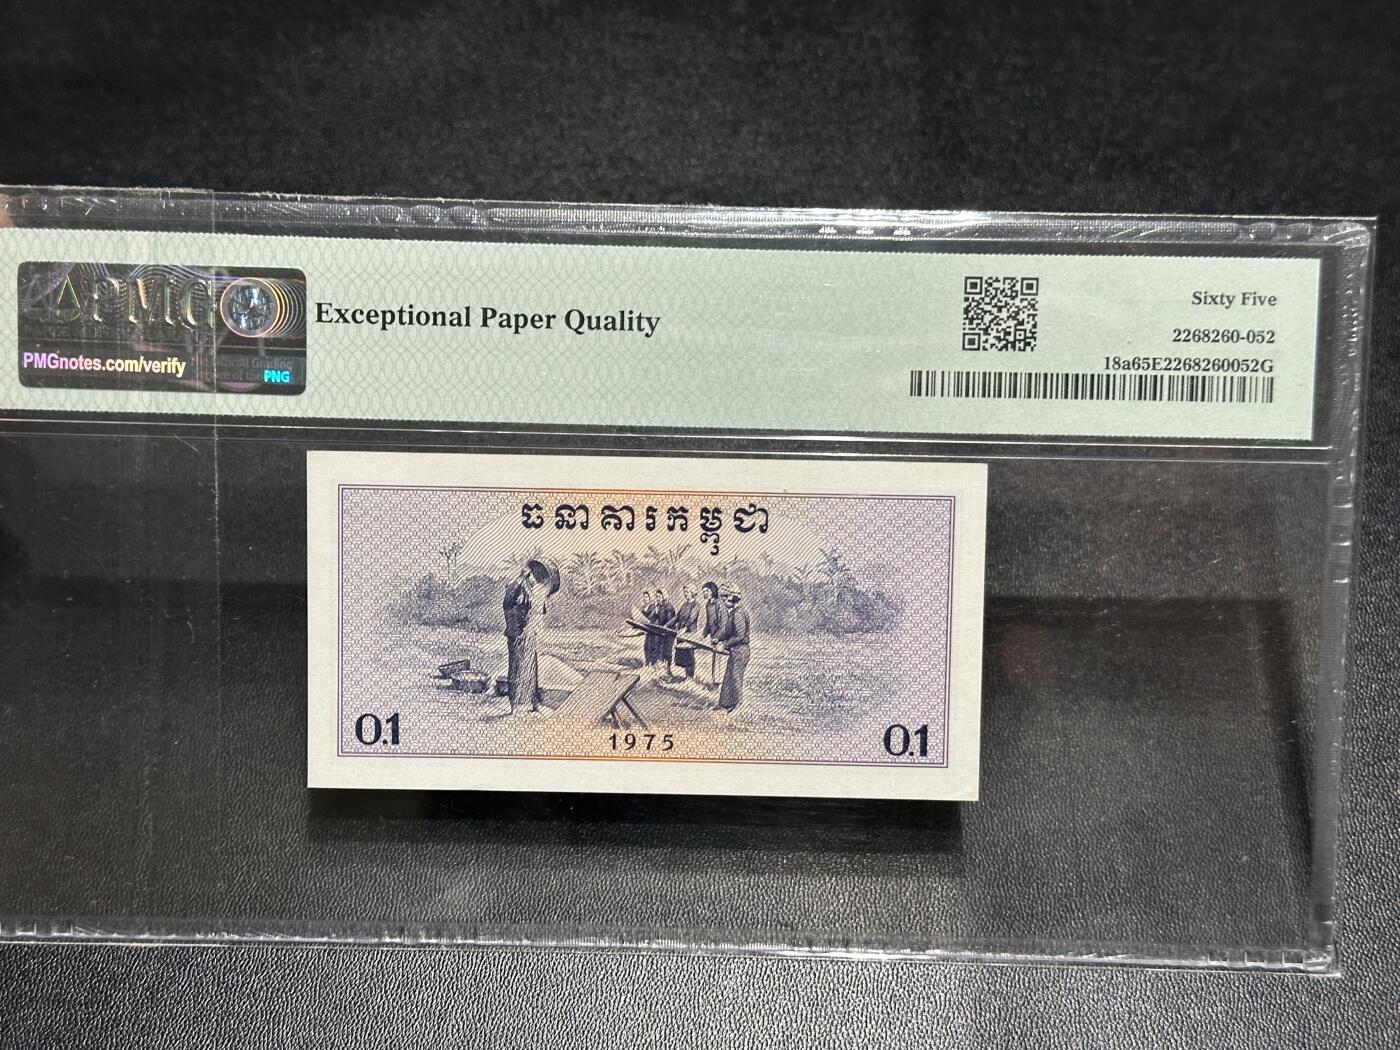 PMG
PMGnotes.com/verify
PNG
Exceptional Paper Quality
Sixty Five
2268260-052
18a65E2268260052G
ធនាគារកម្ពុជា
0.1
1975
0.1